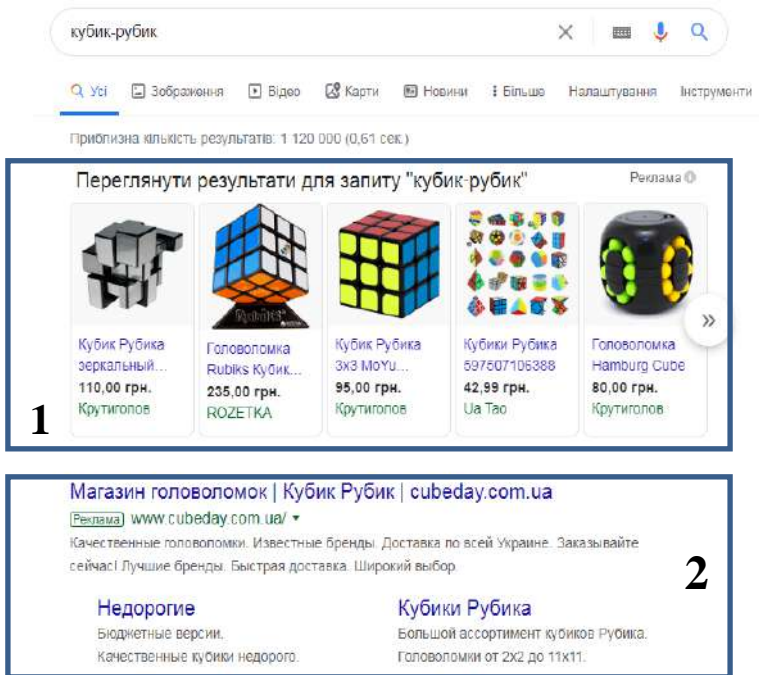 кубик-рубик
Усі Зображення Відео Карти Новини Більше Налаштування Інструменти
Приблизна кількість результатів: 1 120 000 (0,61 сек.)
Переглянути результати для запиту "кубик-рубик" Реклама
Кубик Рубика зеркальный...
110,00 грн.
Крутиголов
Головоломка Rubiks Кубик...
235,00 грн.
ROZETKA
Кубик Рубика 3x3 MoYu...
95,00 грн.
Крутиголов
Кубики Рубика 597507106388
42,99 грн.
Ua Tao
Головоломка Hamburg Cube
80,00 грн.
Крутиголов
1
Магазин головоломок | Кубик Рубик | cubeday.com.ua
Реклама www.cubeday.com.ua/
Качественные головоломки. Известные бренды. Доставка по всей Украине. Заказывайте
сейчас! Лучшие бренды. Быстрая доставка. Широкий выбор.
2
Недорогие
Бюджетные версии.
Качественные кубики недорого.
Кубики Рубика
Большой ассортимент кубиков Рубика.
Головоломки от 2x2 до 11x11.